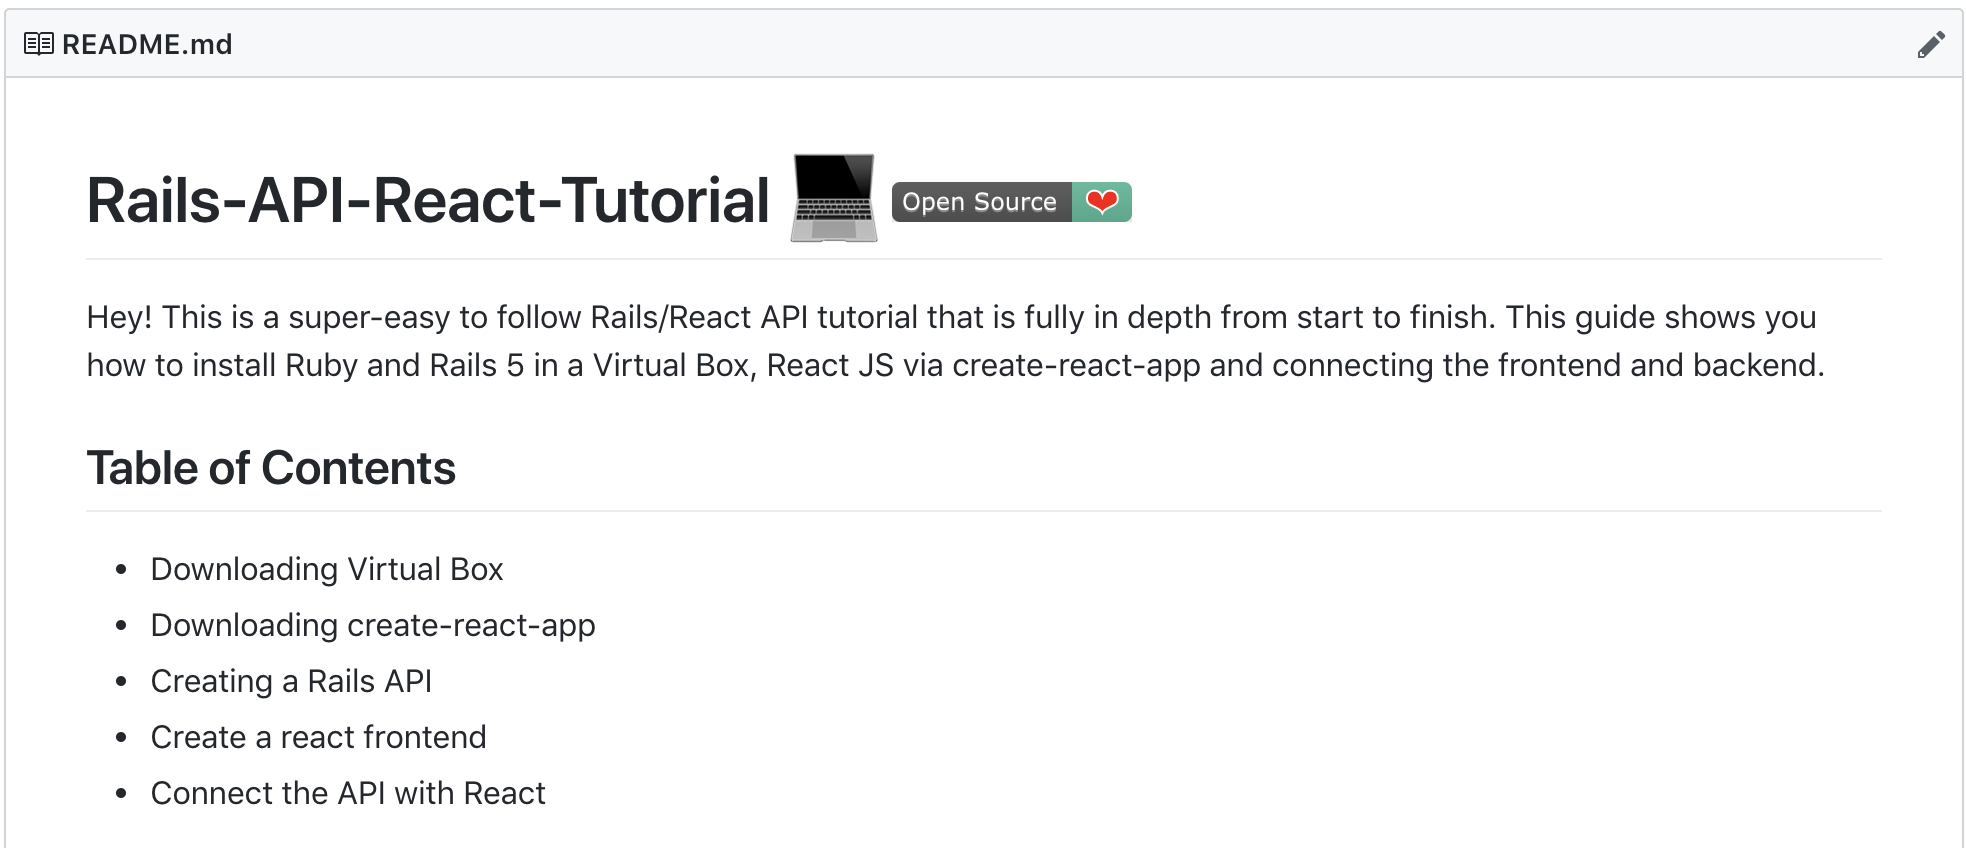 README.md
Rails-API-React-Tutorial Open Source
Hey! This is a super-easy to follow Rails/React API tutorial that is fully in depth from start to finish. This guide shows you
how to install Ruby and Rails 5 in a Virtual Box, React JS via create-react-app and connecting the frontend and backend.
Table of Contents
• Downloading Virtual Box
• Downloading create-react-app
• Creating a Rails API
• Create a react frontend
• Connect the API with React